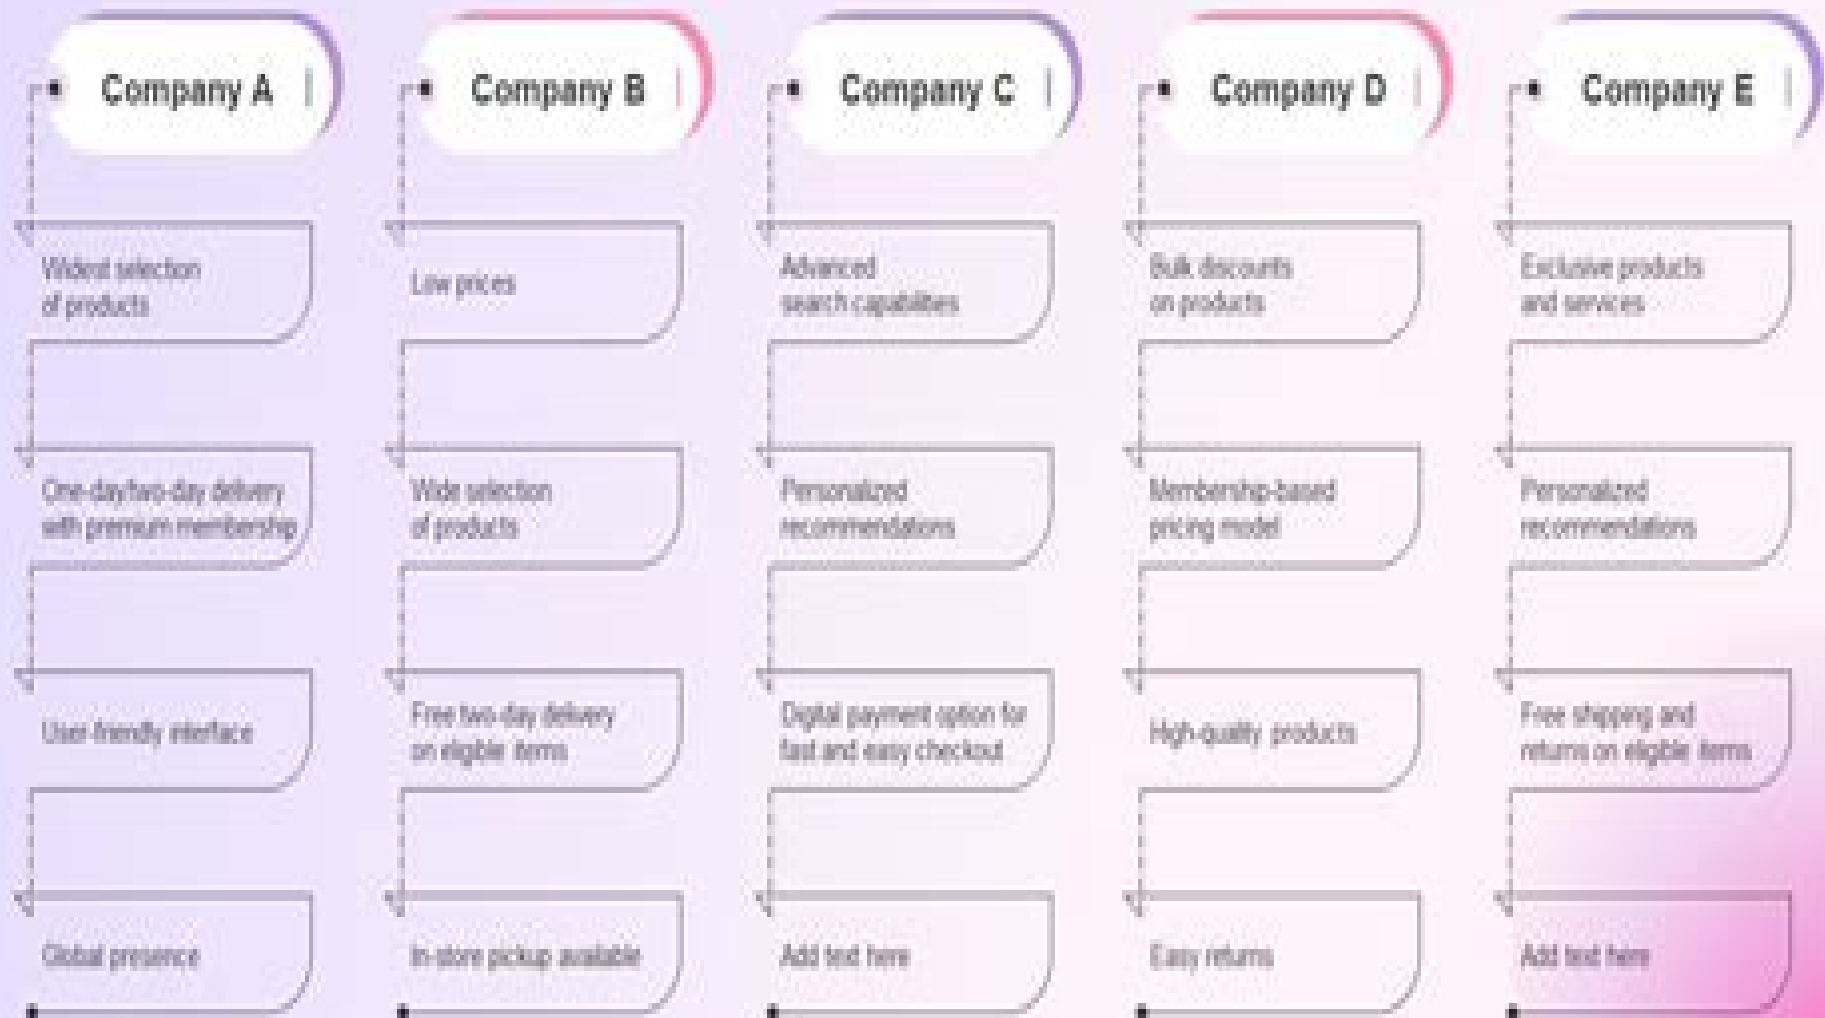 Company A
Widest selection
of products
One-day/two-day delivery
with premium membership
User-friendly interface
Global presence
Company B
Low prices
Wide selection
of products
Free two-day delivery
on eligible items
In-store pickup available
Company C
Advanced
search capabilities
Personalized
recommendations
Digital payment option for
fast and easy checkout
Add text here
Company D
Bulk discounts
on products
Membership-based
pricing model
High-quality products
Easy returns
Company E
Exclusive products
and services
Personalized
recommendations
Free shipping and
returns on eligible items
Add text here